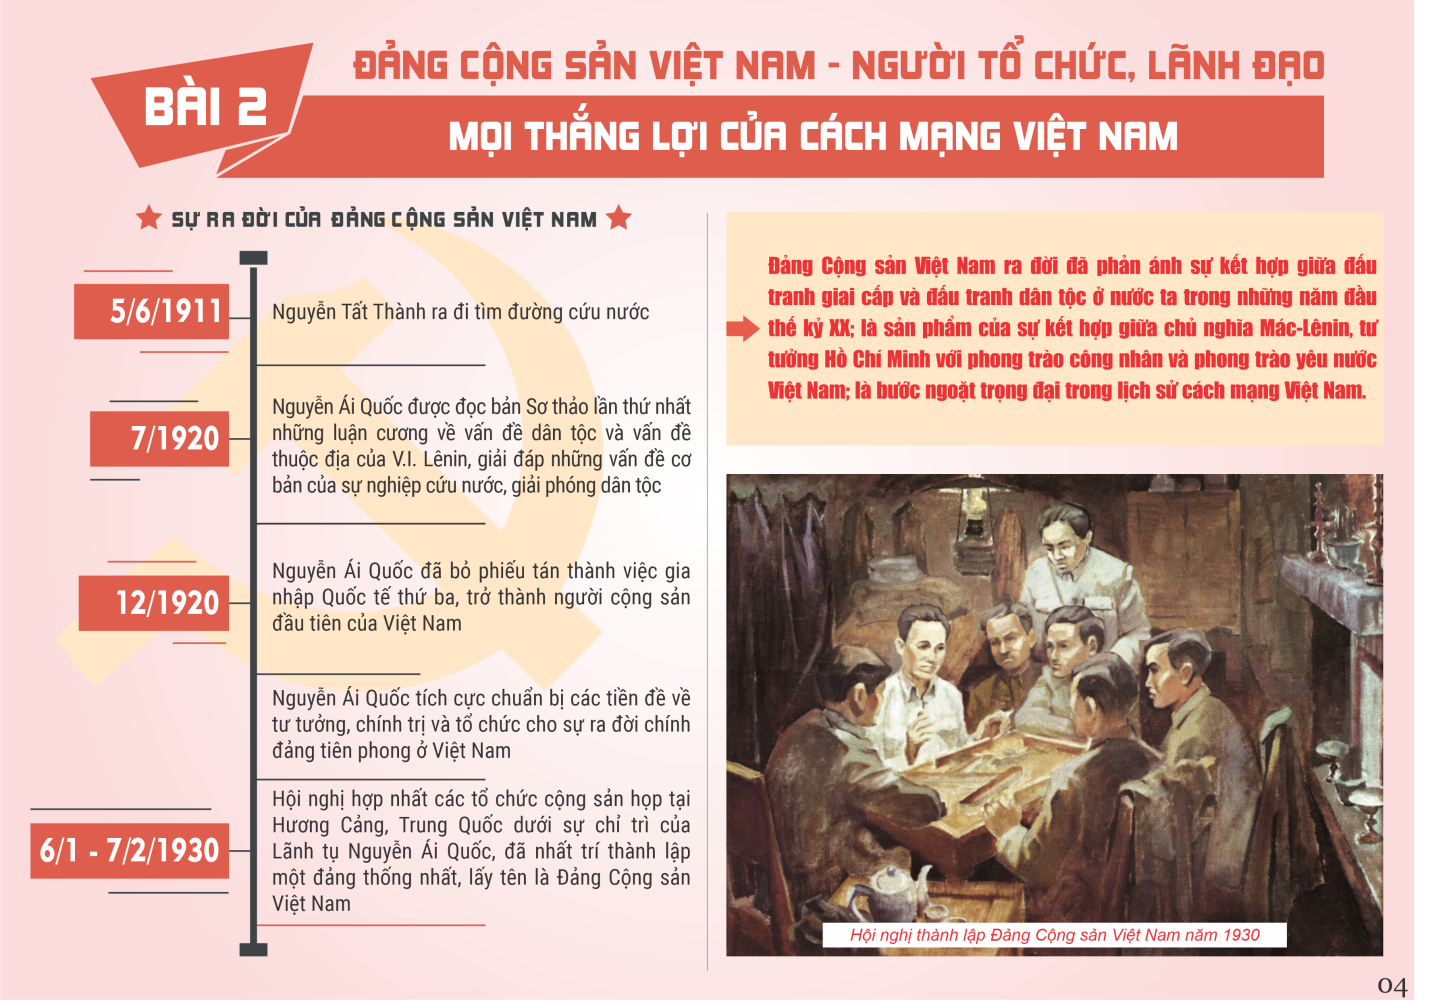 BÀI 2
ĐẢNG CỘNG SẢN VIỆT NAM - NGƯỜI TỔ CHỨC, LÃNH ĐẠO
MỌI THẮNG LỢI CỦA CÁCH MẠNG VIỆT NAM
SỰ RA ĐỜI CỦA ĐẢNG CỘNG SẢN VIỆT NAM
5/6/1911
Nguyễn Tất Thành ra đi tìm đường cứu nước
7/1920
Nguyễn Ái Quốc được đọc bản Sơ thảo lần thứ nhất
những luận cương về vấn đề dân tộc và vấn đề
thuộc địa của V.I. Lênin, giải đáp những vấn đề cơ
bản của sự nghiệp cứu nước, giải phóng dân tộc
12/1920
Nguyễn Ái Quốc đã bỏ phiếu tán thành việc gia
nhập Quốc tế thứ ba, trở thành người cộng sản
đầu tiên của Việt Nam
Nguyễn Ái Quốc tích cực chuẩn bị các tiền đề về
tư tưởng, chính trị và tổ chức cho sự ra đời chính
đảng tiên phong ở Việt Nam
6/1 - 7/2/1930
Hội nghị hợp nhất các tổ chức cộng sản họp tại
Hương Cảng, Trung Quốc dưới sự chỉ trì của
Lãnh tụ Nguyễn Ái Quốc, đã nhất trí thành lập
một đảng thống nhất, lấy tên là Đảng Cộng sản
Việt Nam
Đảng Cộng sản Việt Nam ra đời đã phản ánh sự kết hợp giữa đấu
tranh giai cấp và đấu tranh dân tộc ở nước ta trong những năm đầu
thế kỷ XX; là sản phẩm của sự kết hợp giữa chủ nghĩa Mác-Lênin, tư
tưởng Hồ Chí Minh với phong trào công nhân và phong trào yêu nước
Việt Nam; là bước ngoặt trọng đại trong lịch sử cách mạng Việt Nam.
Hội nghị thành lập Đảng Cộng sản Việt Nam năm 1930
04